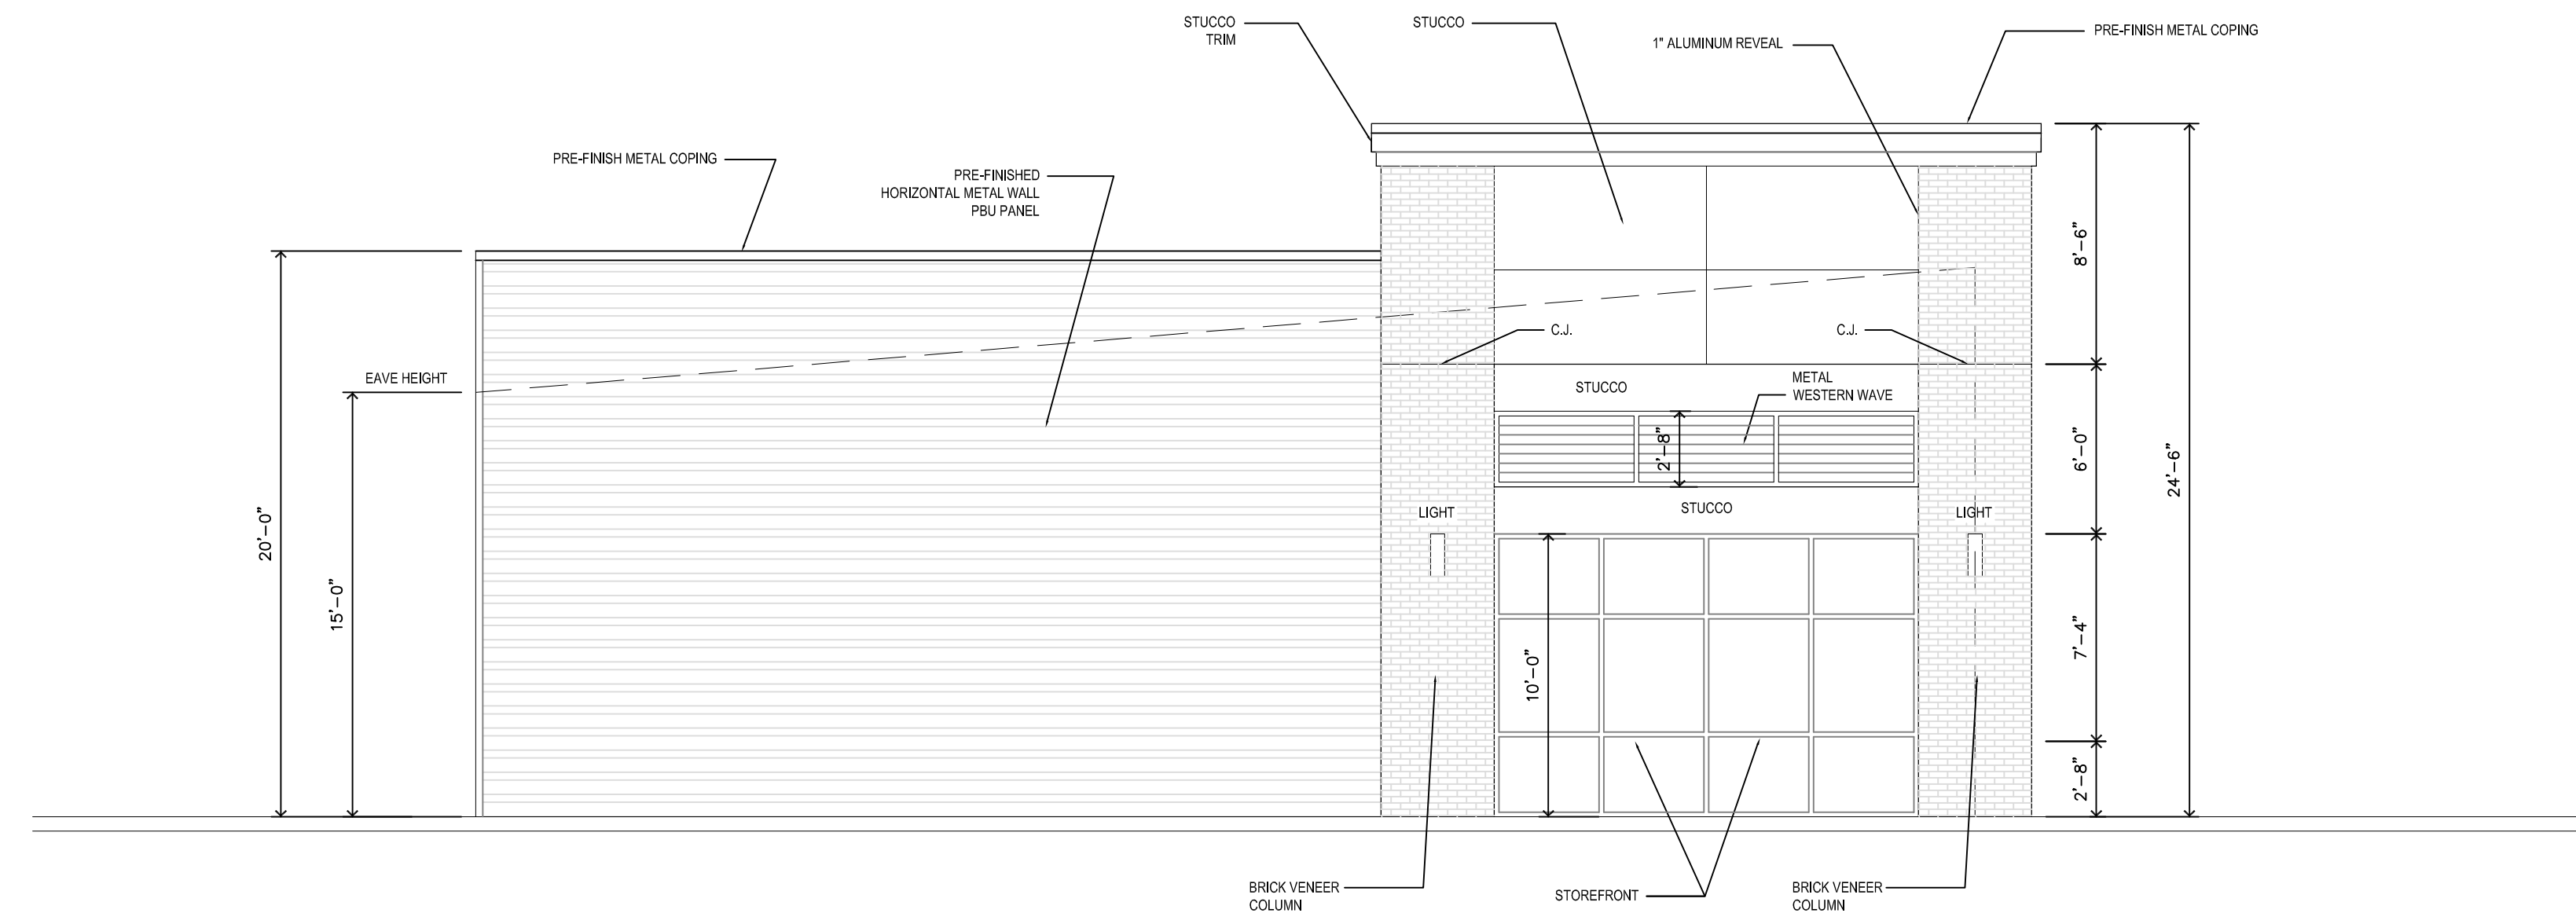 STUCCO
TRIM
STUCCO
1" ALUMINUM REVEAL
PRE-FINISH METAL COPING
PRE-FINISH METAL COPING
PRE-FINISHED
HORIZONTAL METAL WALL
PBU PANEL
8'-6"
C.J.
C.J.
EAVE HEIGHT
STUCCO
METAL
WESTERN WAVE
2'-8"
6'-0"
24'-6"
STUCCO
LIGHT
LIGHT
20'-0"
15'-0"
10'-0"
7'-4"
2'-8"
BRICK VENEER
COLUMN
STOREFRONT
BRICK VENEER
COLUMN